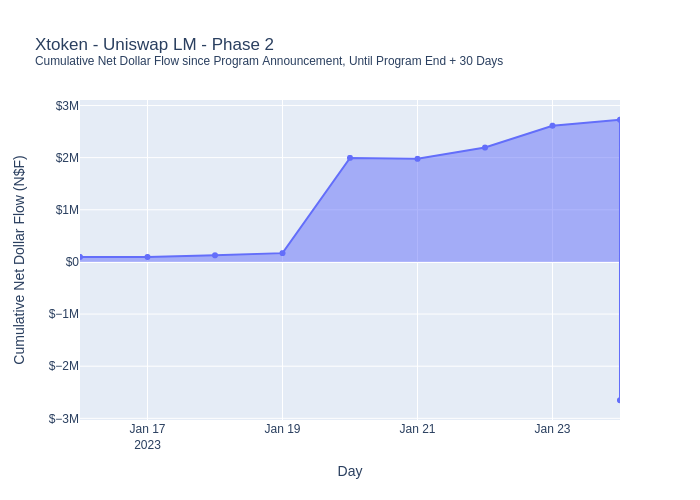 Xtoken - Uniswap LM - Phase 2
Cumulative Net Dollar Flow since Program Announcement, Until Program End + 30 Days
Cumulative Net Dollar Flow (N$F)
$3M
$2M
$1M
$0
$−1M
$−2M
$−3M
Jan 17 Jan 19 Jan 21 Jan 23
2023
Day